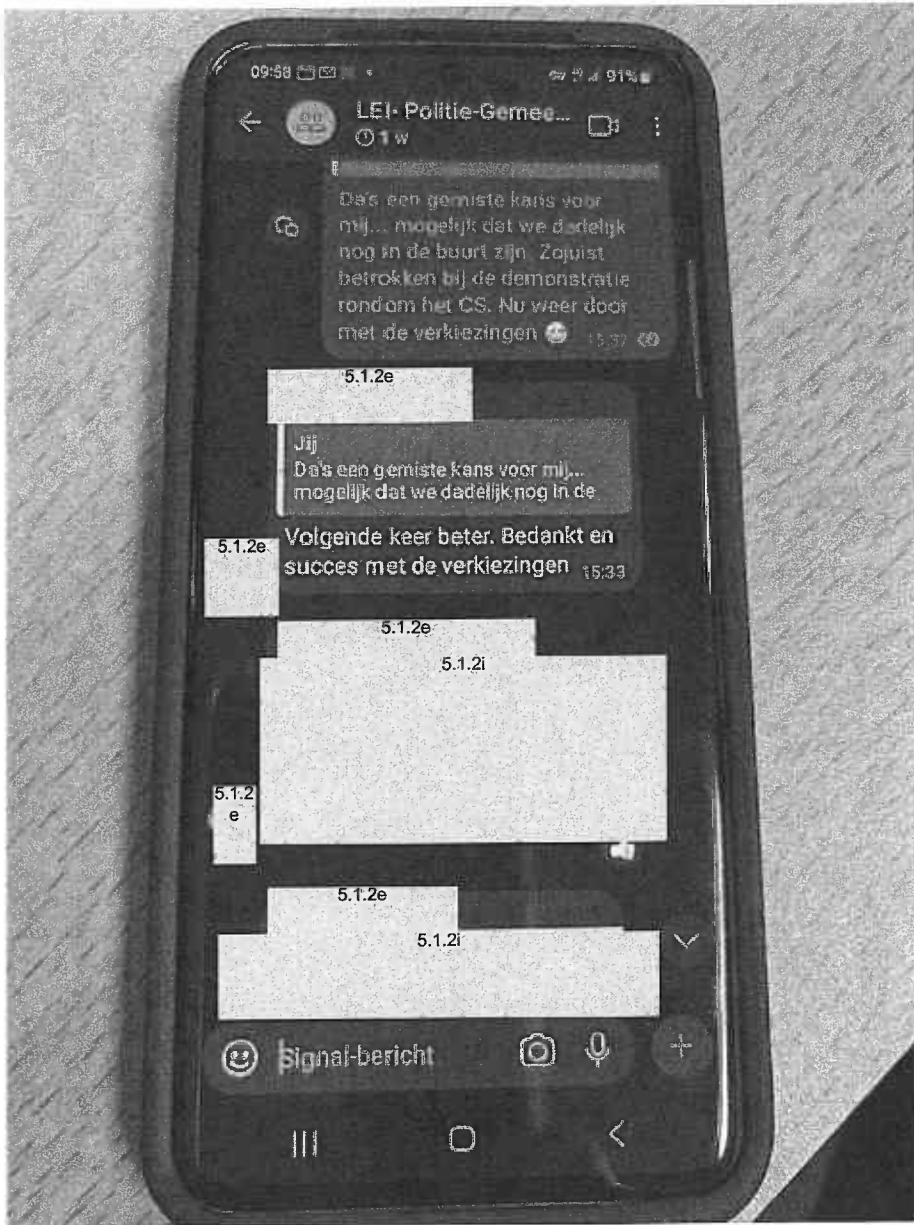 09:58
91%
LEI- Politie-Gemee...
1 w
Da's een gemiste kans voor
mij... mogelijk dat we dadelijk
nog in de buurt zijn. Zojuist
betrokken bij de demonstratie
rondom het CS. Nu weer door
met de verkiezingen
5.1.2e
Jij
Da's een gemiste kans voor mij...
mogelijk dat we dadelijk nog in de
5.1.2e
Volgende keer beter. Bedankt en
succes met de verkiezingen 15:33
5.1.2e
5.1.2i
5.1.2
e
5.1.2e
5.1.2i
Signal-bericht